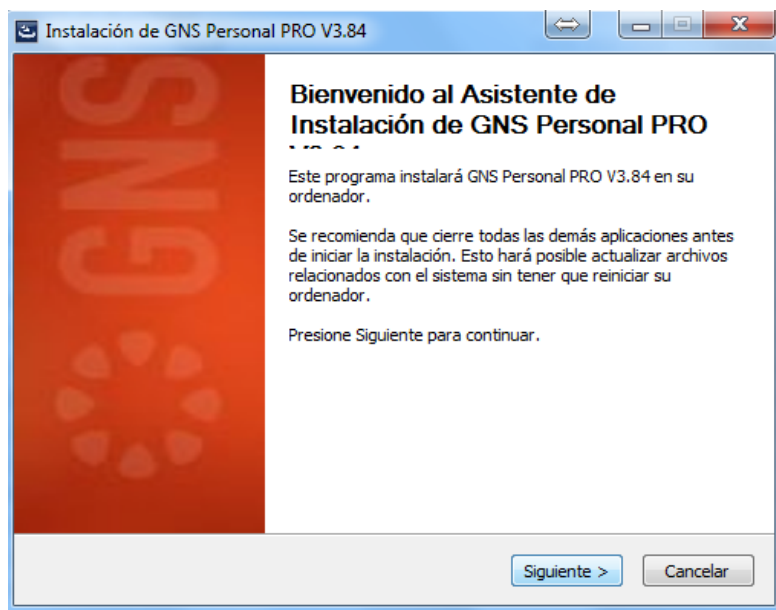 Instalación de GNS Personal PRO V3.84
GNS
Bienvenido al Asistente de
Instalación de GNS Personal PRO
Este programa instalará GNS Personal PRO V3.84 en su
ordenador.
Se recomienda que cierre todas las demás aplicaciones antes
de iniciar la instalación. Esto hará posible actualizar archivos
relacionados con el sistema sin tener que reiniciar su
ordenador.
Presione Siguiente para continuar.
Siguiente >
Cancelar